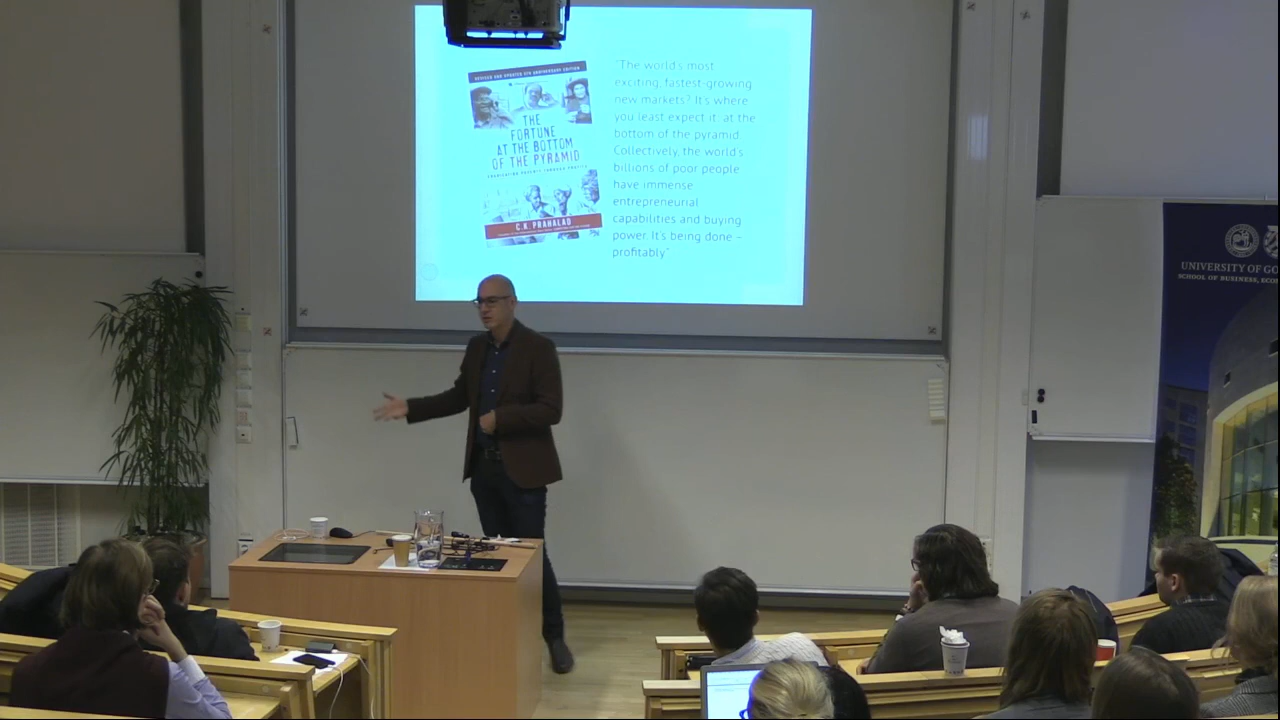 REVISED AND UPDATED 5TH ANNIVERSARY EDITION
THE
FORTUNE
AT THE BOTTOM
OF THE PYRAMID
ERADICATING POVERTY THROUGH PROFITS
C.K. PRAHALAD
"The world's most
exciting, fastest-growing
new markets? It's where
you least expect it: at the
bottom of the pyramid.
Collectively, the world's
billions of poor people
have immense
entrepreneurial
capabilities and buying
power. It's being done –
profitably"
UNIVERSITY OF GO
SCHOOL OF BUSINESS, ECO